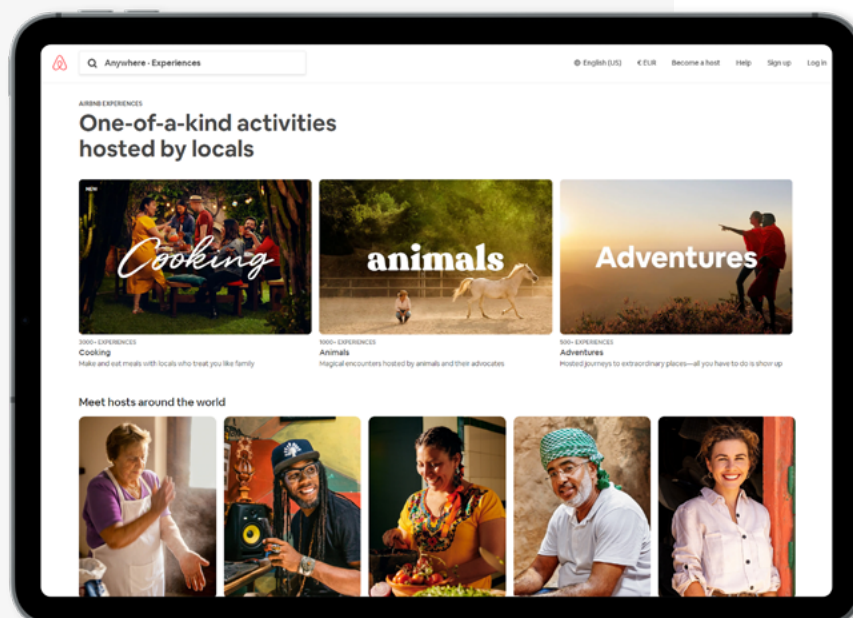 Anywhere · Experiences
English (US)
€ EUR
Become a host
Help
Sign up
Log in
AIRBNB EXPERIENCES
One-of-a-kind activities
hosted by locals
NEW
Cooking
animals
Adventures
3000+ EXPERIENCES
Cooking
Make and eat meals with locals who treat you like family
1000+ EXPERIENCES
Animals
Magical encounters hosted by animals and their advocates
500+ EXPERIENCES
Adventures
Hosted journeys to extraordinary places—all you have to do is show up
Meet hosts around the world